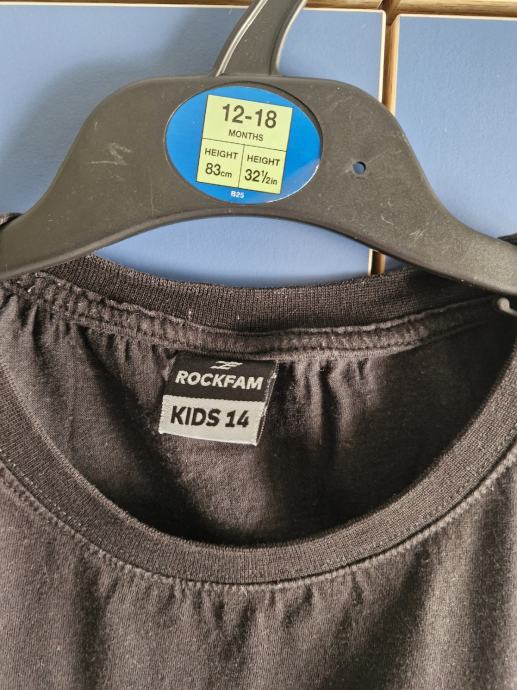 12-18
MONTHS
HEIGHT HEIGHT
83cm 32½in
B25
ROCKFAM
KIDS 14